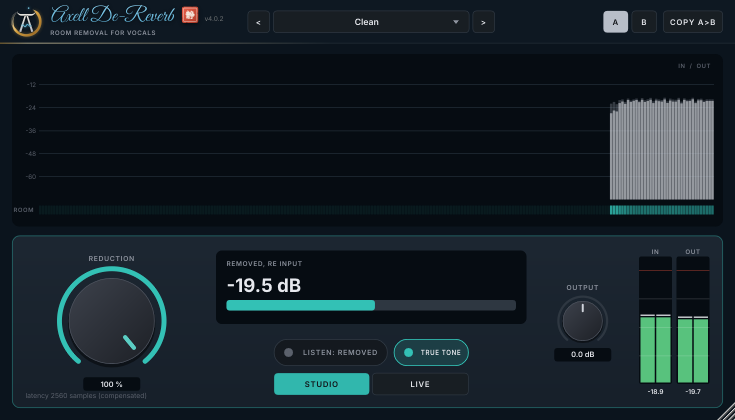 Axell De-Reverb v4.0.2
ROOM REMOVAL FOR VOCALS
< Clean >
A B COPY A>B
IN / OUT
-12
-24
-36
-48
-60
ROOM
REDUCTION
100 %
latency 2560 samples (compensated)
REMOVED, RE INPUT
-19.5 dB
LISTEN: REMOVED TRUE TONE
STUDIO LIVE
OUTPUT
0.0 dB
IN OUT
-18.9 -19.7